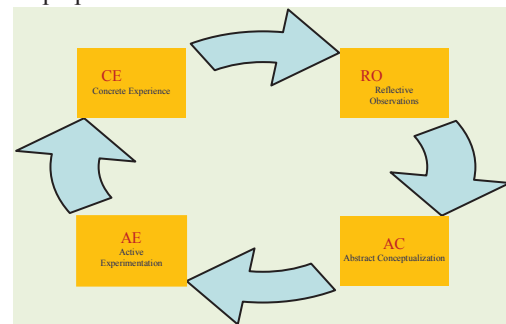 CE
Concrete Experience
RO
Reflective
Observations
AE
Active
Experimentation
AC
Abstract Conceptualization